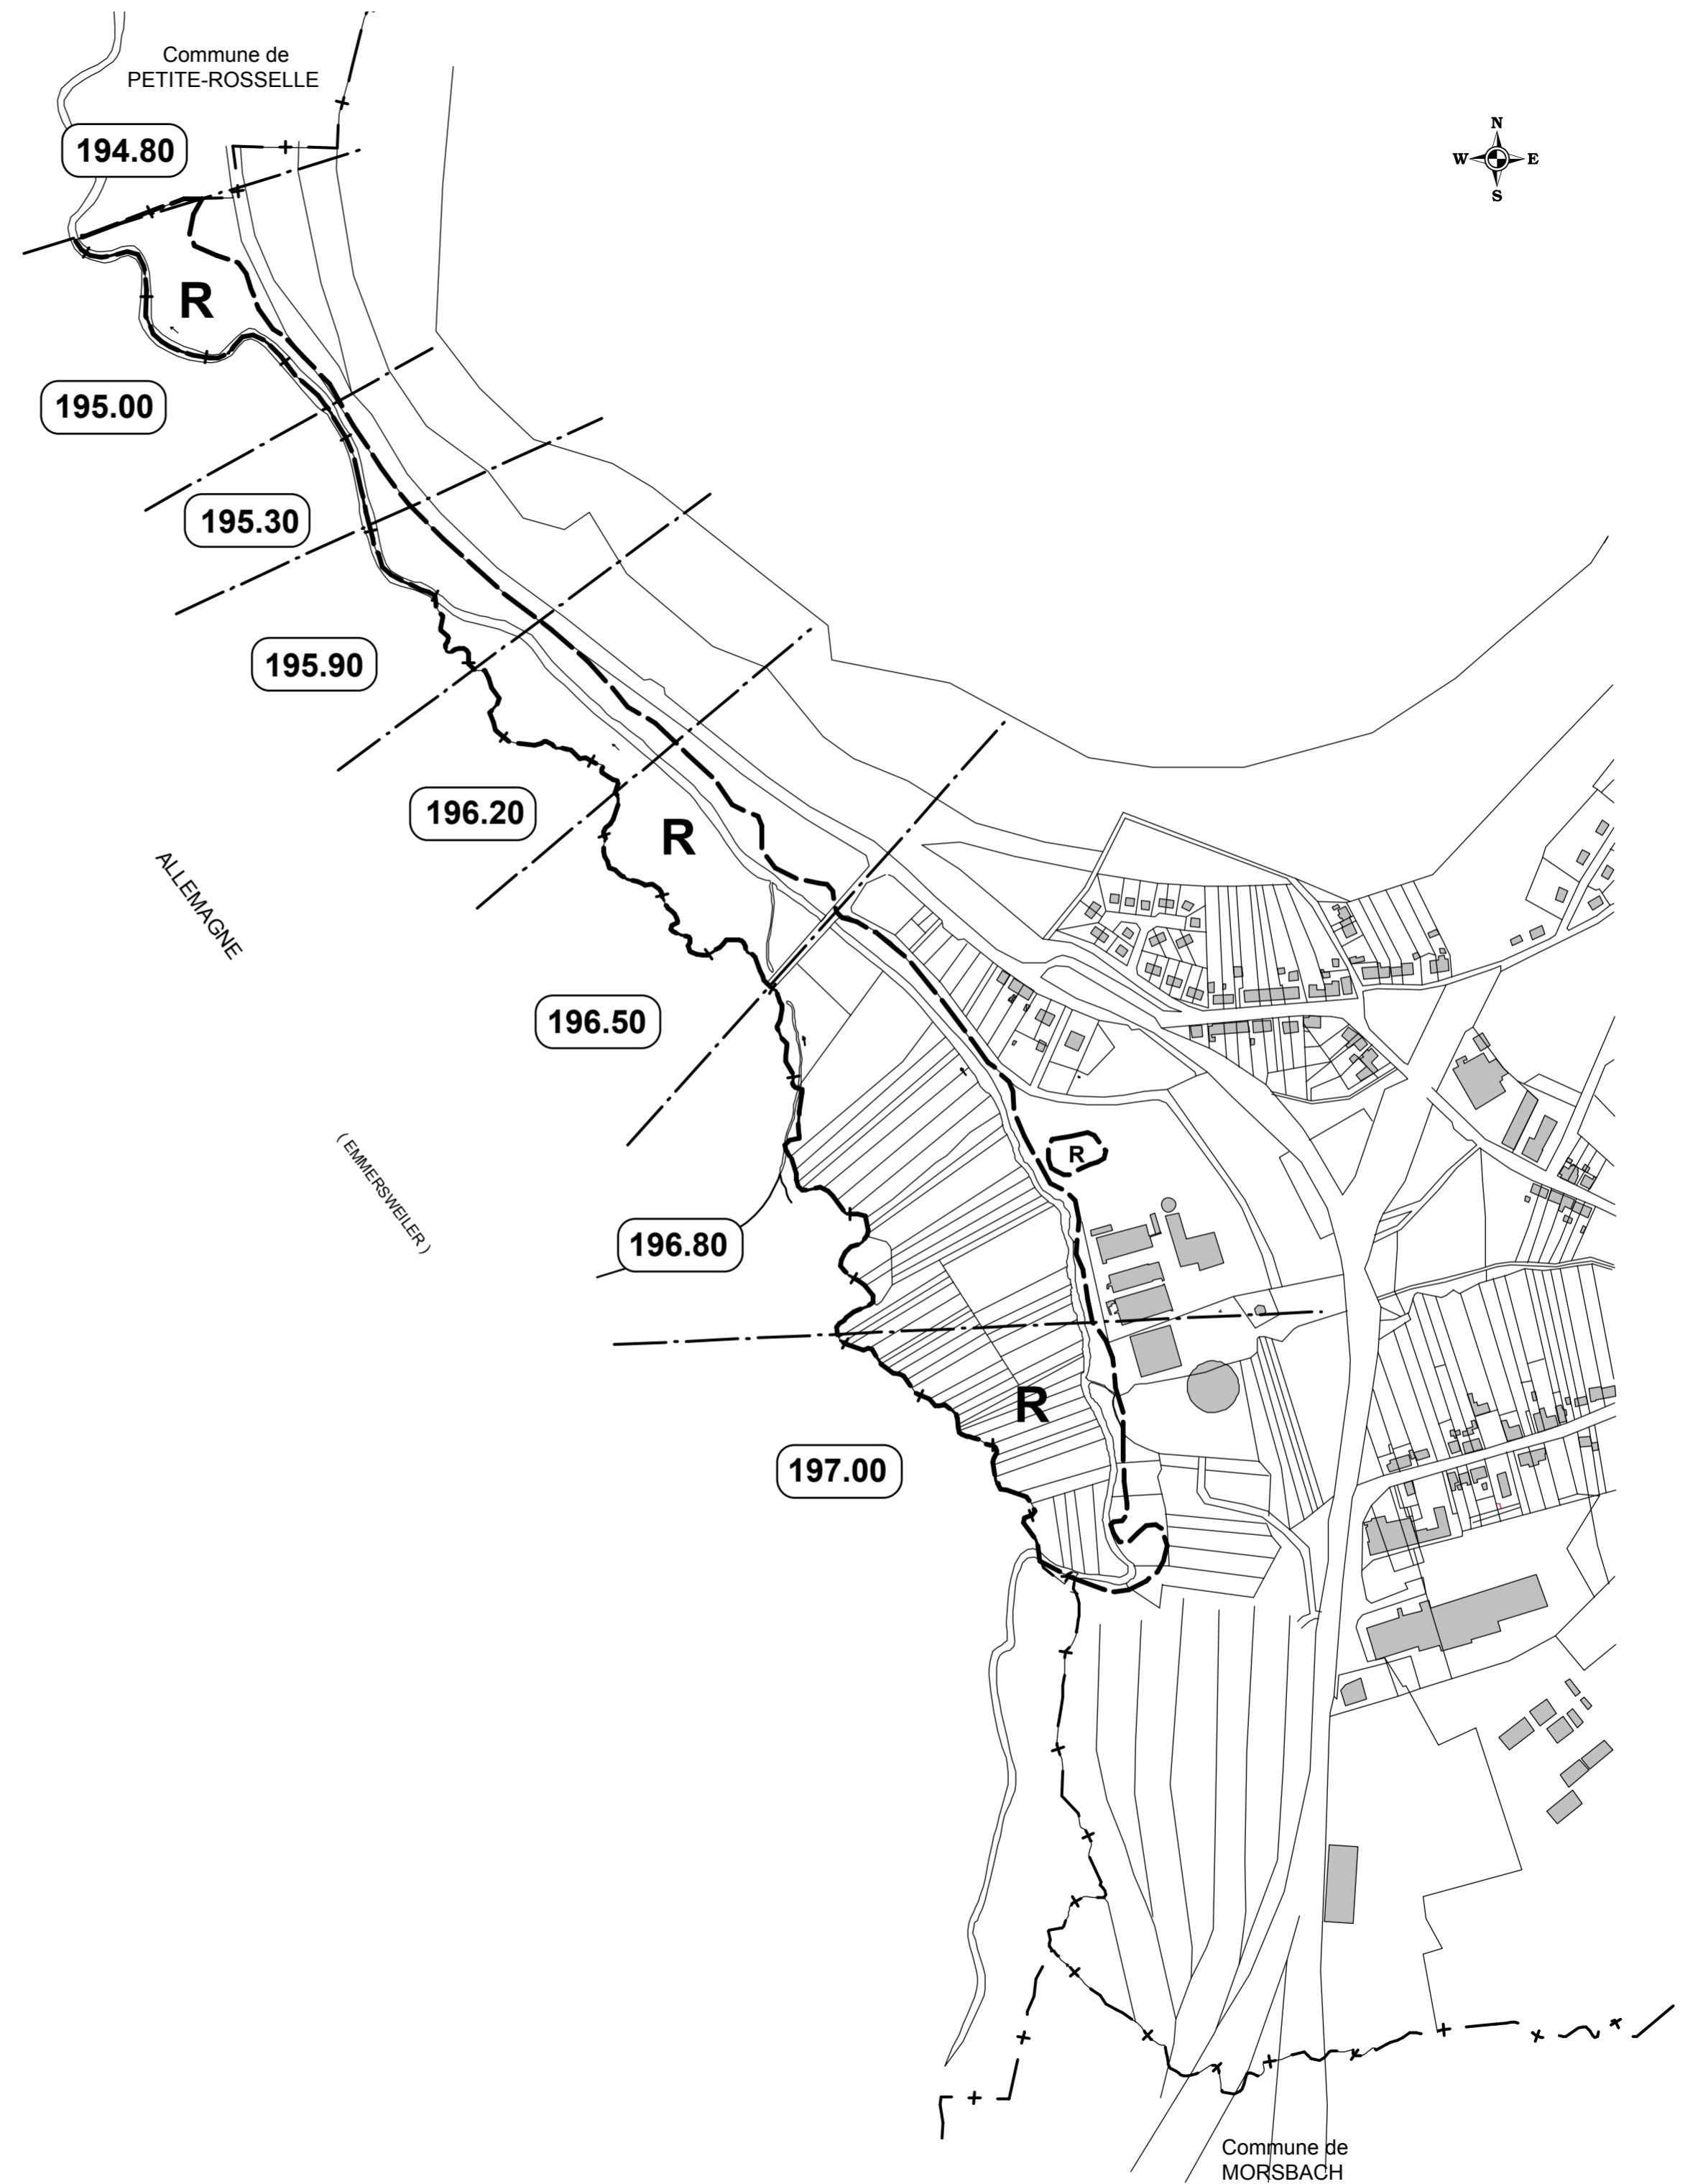 Commune de
PETITE-ROSSELLE
N
W E
S
194.80
R
195.00
195.30
195.90
196.20
R
ALLEMAGNE
196.50
( EMMERSWEILER )
R
196.80
R
197.00
Commune de
MORSBACH